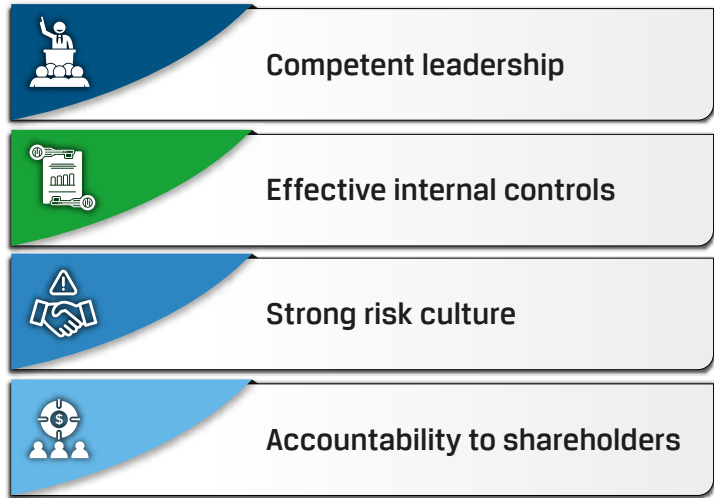 Competent leadership
Effective internal controls
Strong risk culture
Accountability to shareholders